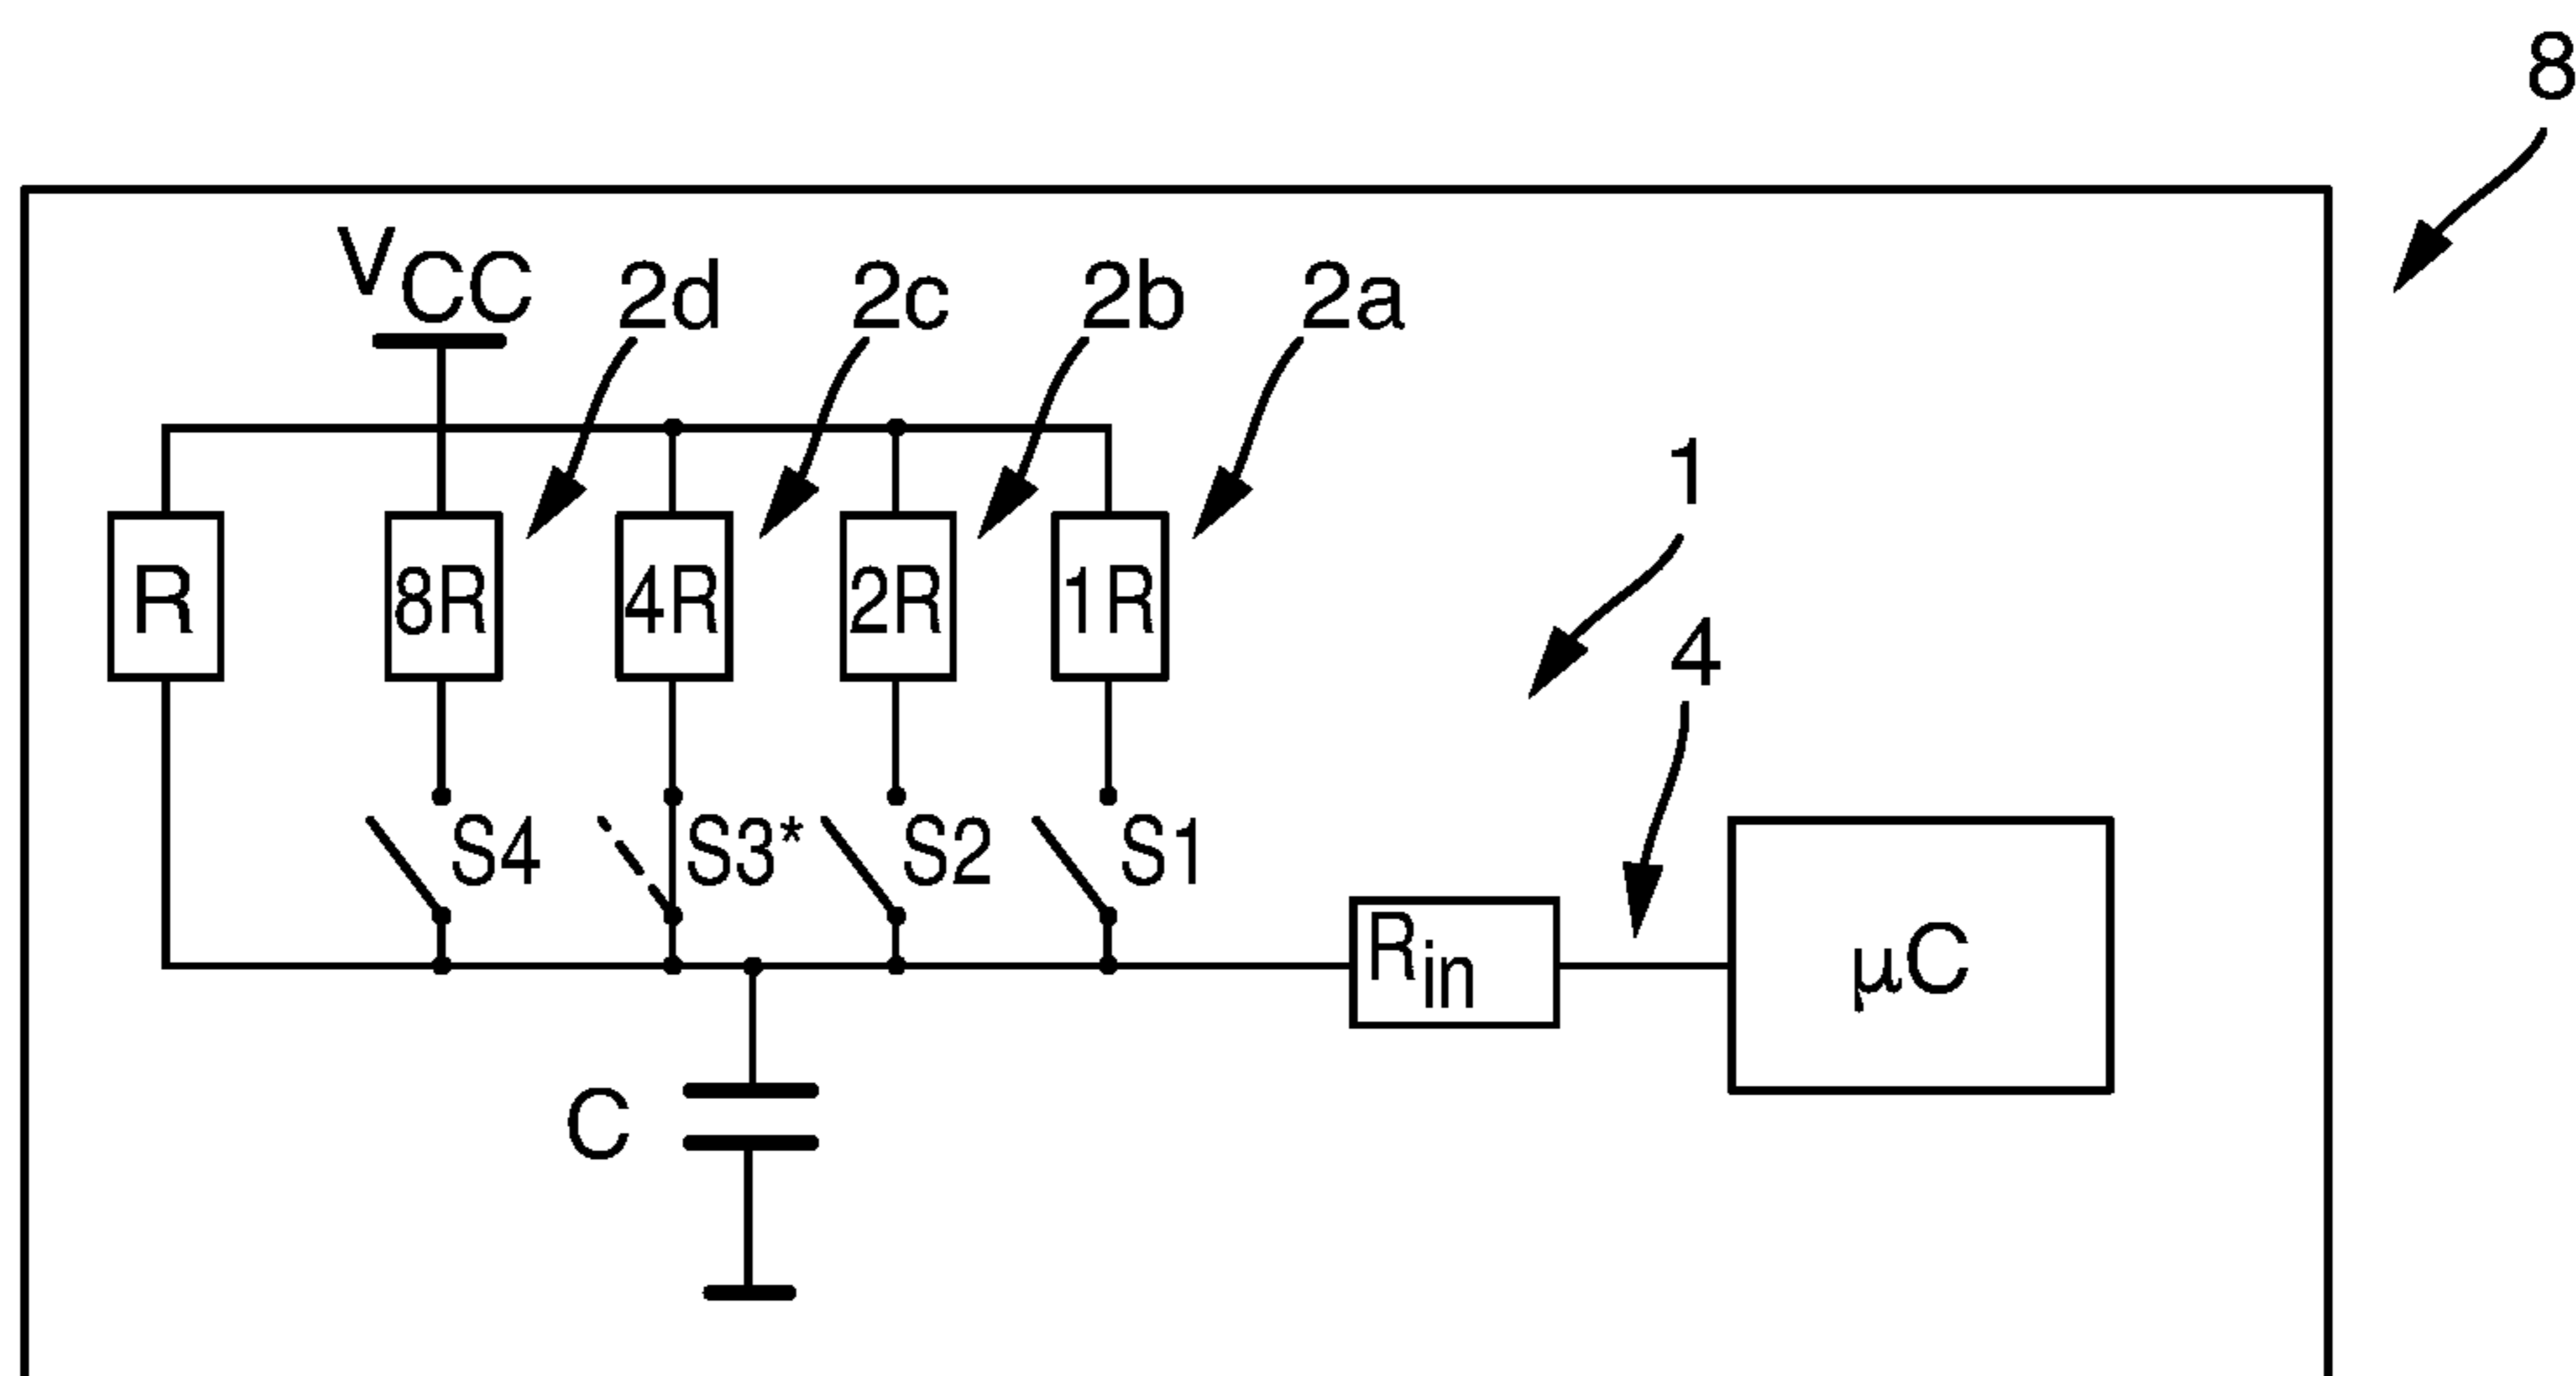 8
VCC 2d 2c 2b 2a
1
R 8R 4R 2R 1R
4
S4 S3* S2 S1
Rin μC
C